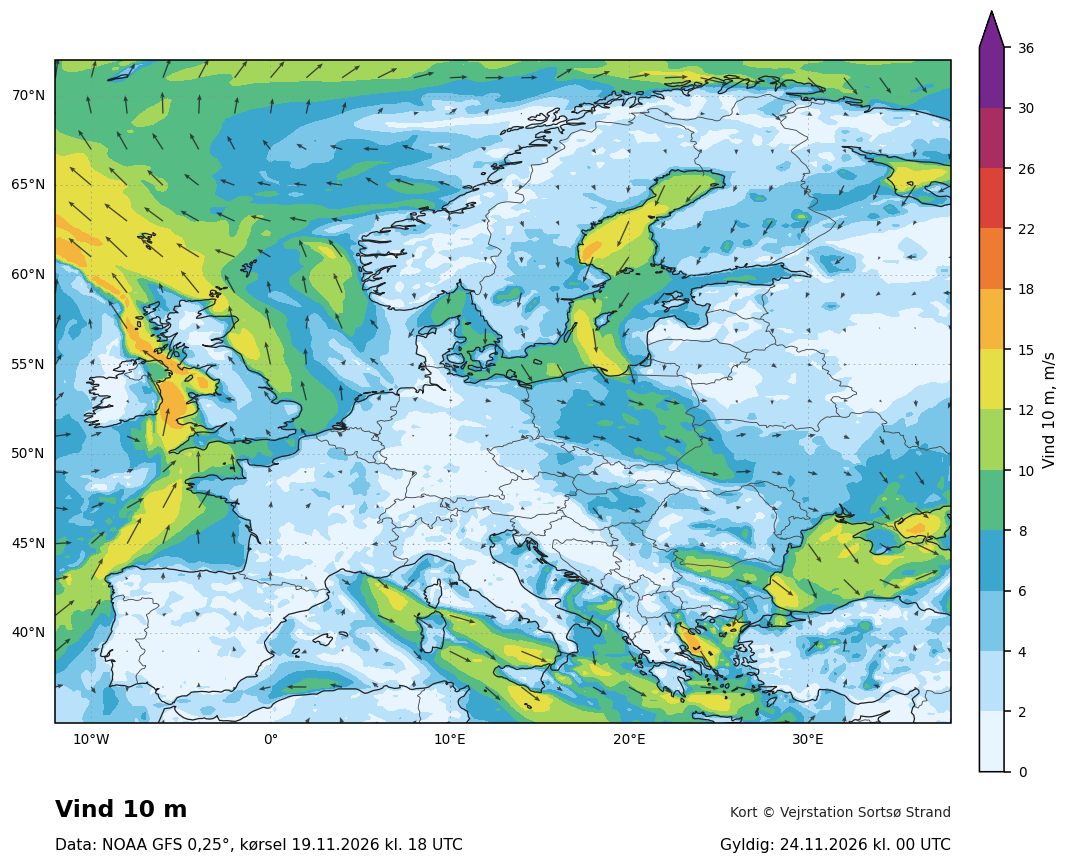 36
30
26
22
18
15
12
10
8
6
4
2
0
Vind 10 m, m/s
70°N
65°N
60°N
55°N
50°N
45°N
40°N
10°W
0°
10°E
20°E
30°E
Vind 10 m
Kort © Vejrstation Sortsø Strand
Data: NOAA GFS 0,25°, kørsel 19.11.2026 kl. 18 UTC
Gyldig: 24.11.2026 kl. 00 UTC